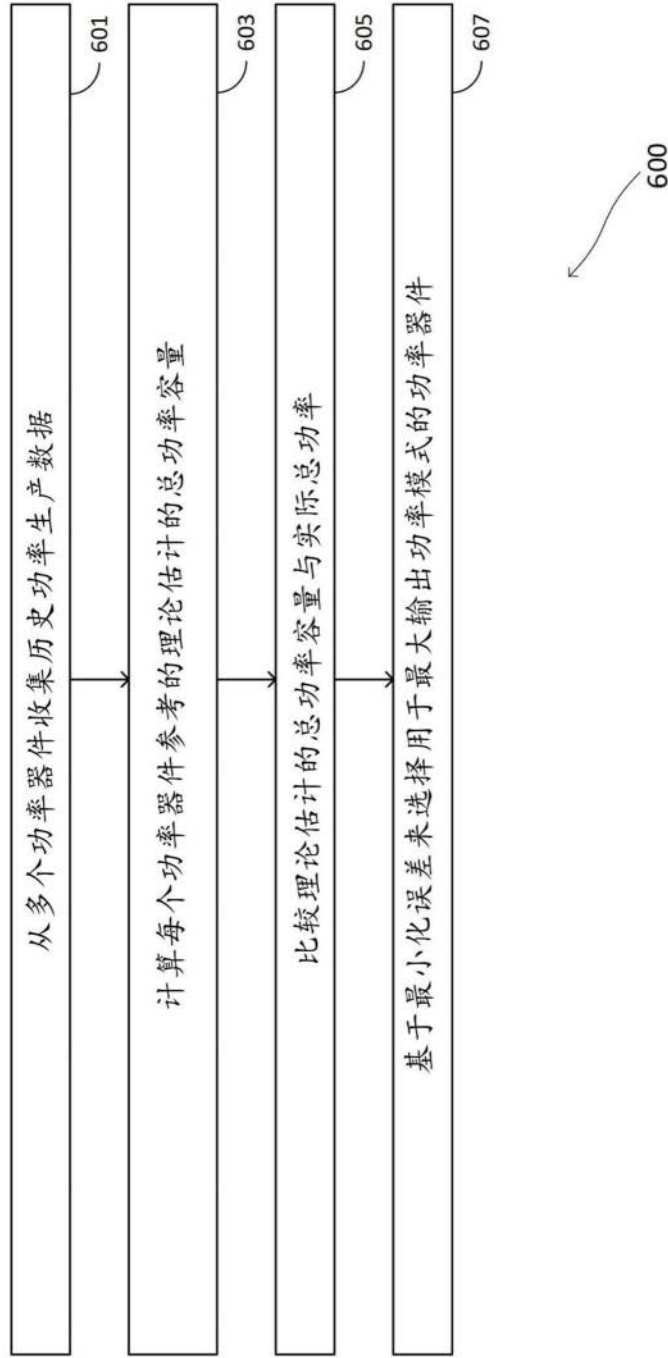 从多个功率器件收集历史功率生产数据
601
计算每个功率器件参考的理论估计的总功率容量
603
比较理论估计的总功率容量与实际总功率
605
基于最小化误差来选择用于最大输出功率模式的功率器件
607
600